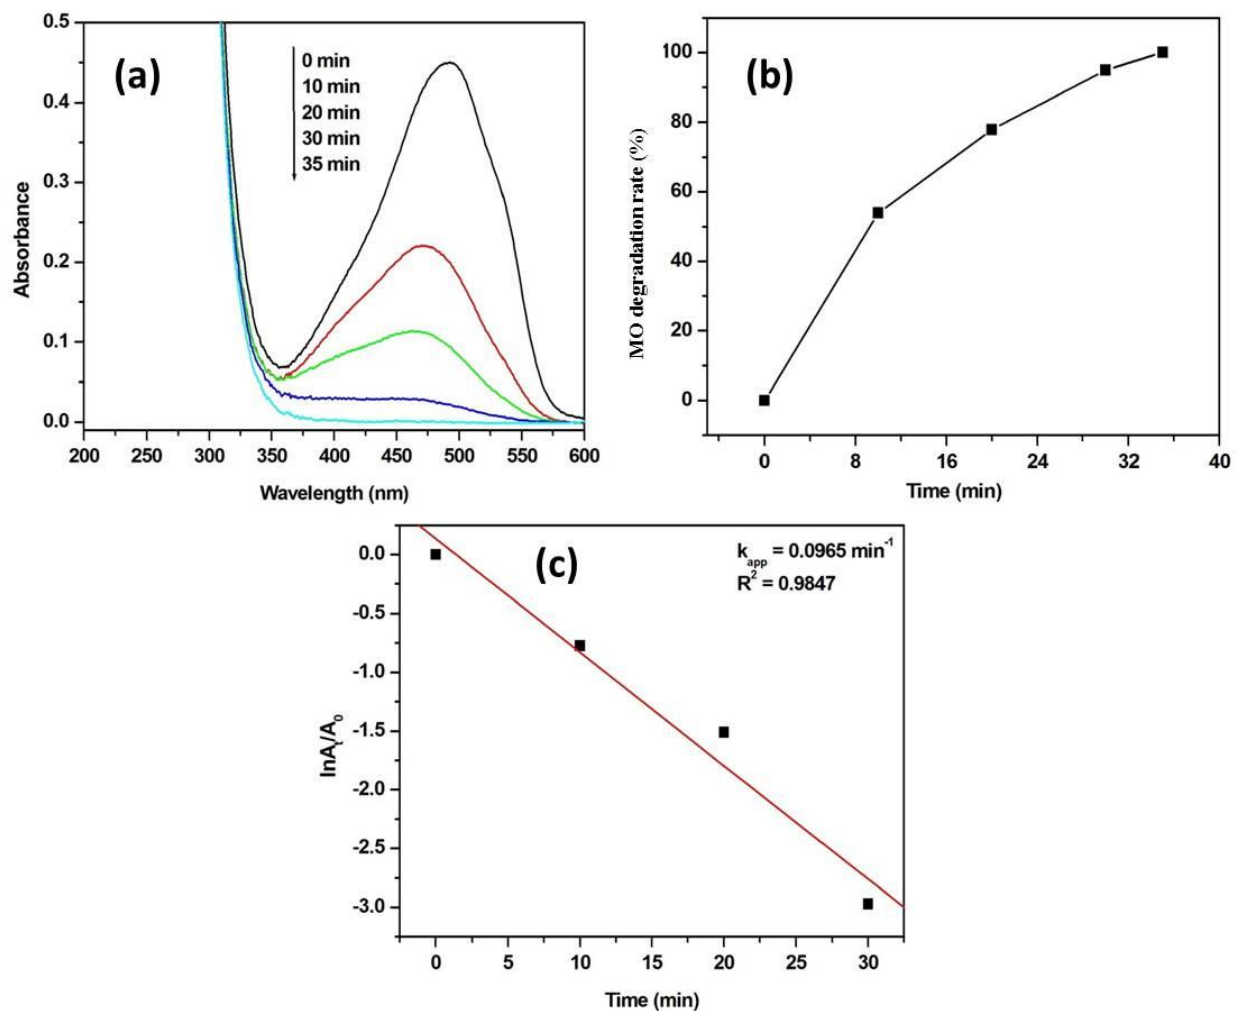 (a)
0 min
10 min
20 min
30 min
35 min
0.5
0.4
0.3
0.2
0.1
0.0
Absorbance
200 250 300 350 400 450 500 550 600
Wavelength (nm)
(b)
100
80
60
40
20
0
MO degradation rate (%)
0 8 16 24 32 40
Time (min)
(c)
k_app = 0.0965 min⁻¹
R² = 0.9847
0.0
-0.5
-1.0
-1.5
-2.0
-2.5
-3.0
lnA_t/A_0
0 5 10 15 20 25 30
Time (min)